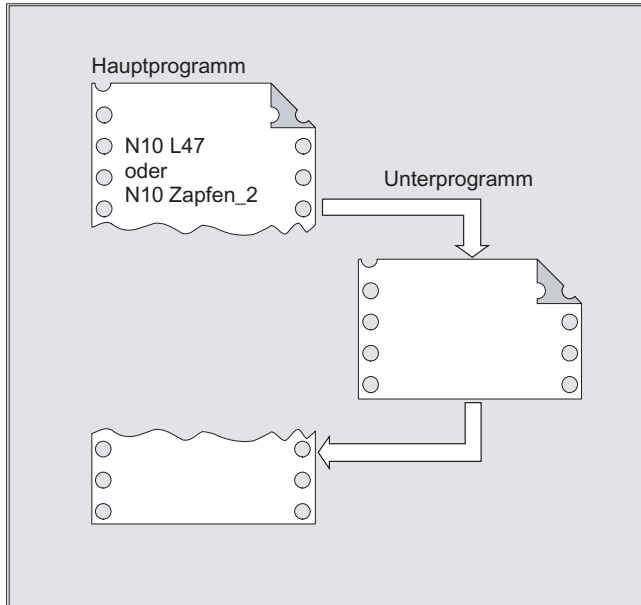 Hauptprogramm
N10 L47
oder
N10 Zapfen_2
Unterprogramm